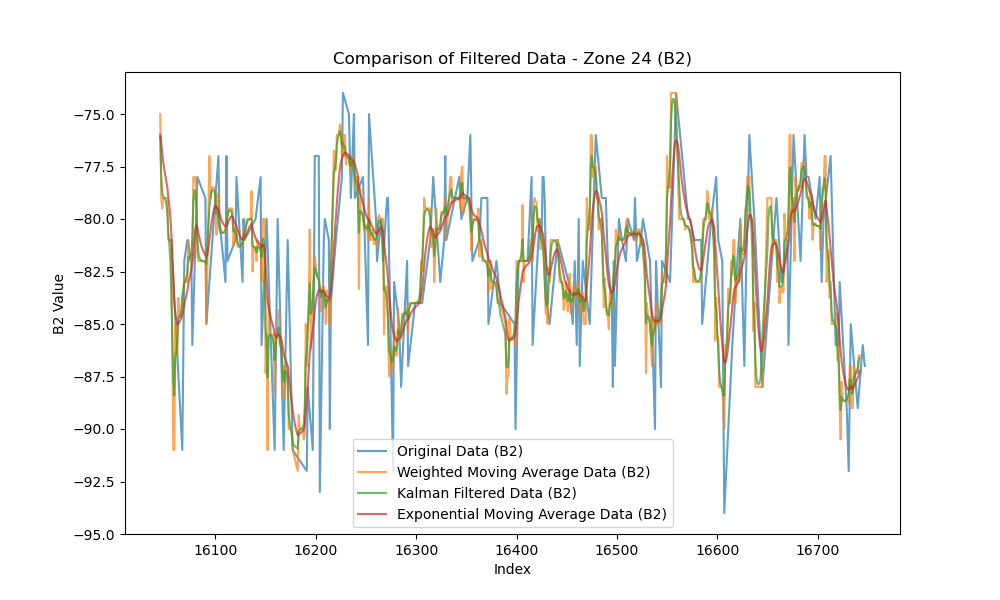 Comparison of Filtered Data - Zone 24 (B2)
B2 Value
−75.0
−77.5
−80.0
−82.5
−85.0
−87.5
−90.0
−92.5
−95.0
Original Data (B2)
Weighted Moving Average Data (B2)
Kalman Filtered Data (B2)
Exponential Moving Average Data (B2)
16100 16200 16300 16400 16500 16600 16700
Index